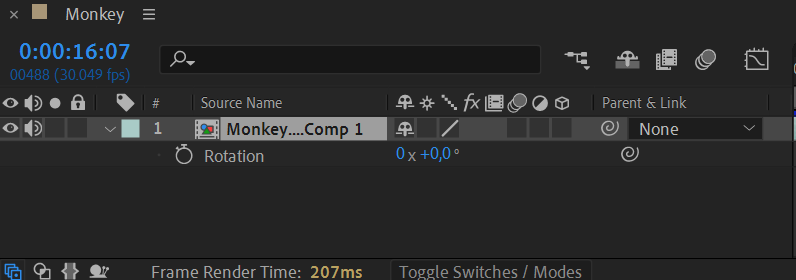 × Monkey
0:00:16:07
00488 (30.049 fps)
# Source Name fx Parent & Link
1 Monkey....Comp 1 None
Rotation 0 x +0,0°
Frame Render Time: 207ms Toggle Switches / Modes